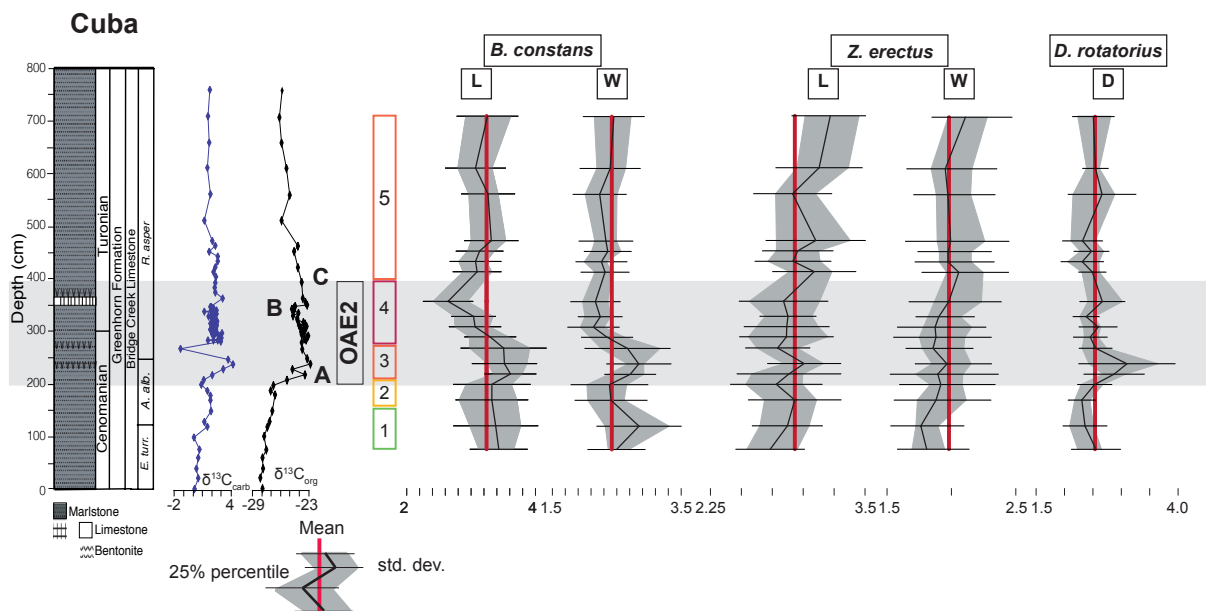 Cuba
B. constans
Z. erectus
D. rotatorius
L
W
L
W
D
Depth (cm)
800
700
600
500
400
300
200
100
0
Turonian
Cenomanian
Greenhorn Formation
Bridge Creek Limestone
R. asper
A. alb.
E. turr.
A
B
C
OAE2
5
4
3
2
1
δ13Ccarb
δ13Corg
-2 4 -29 -23
2 4 1.5 3.5 2.25 3.5 1.5 2.5 1.5 4.0
Marlstone
Limestone
Bentonite
Mean
25% percentile
std. dev.